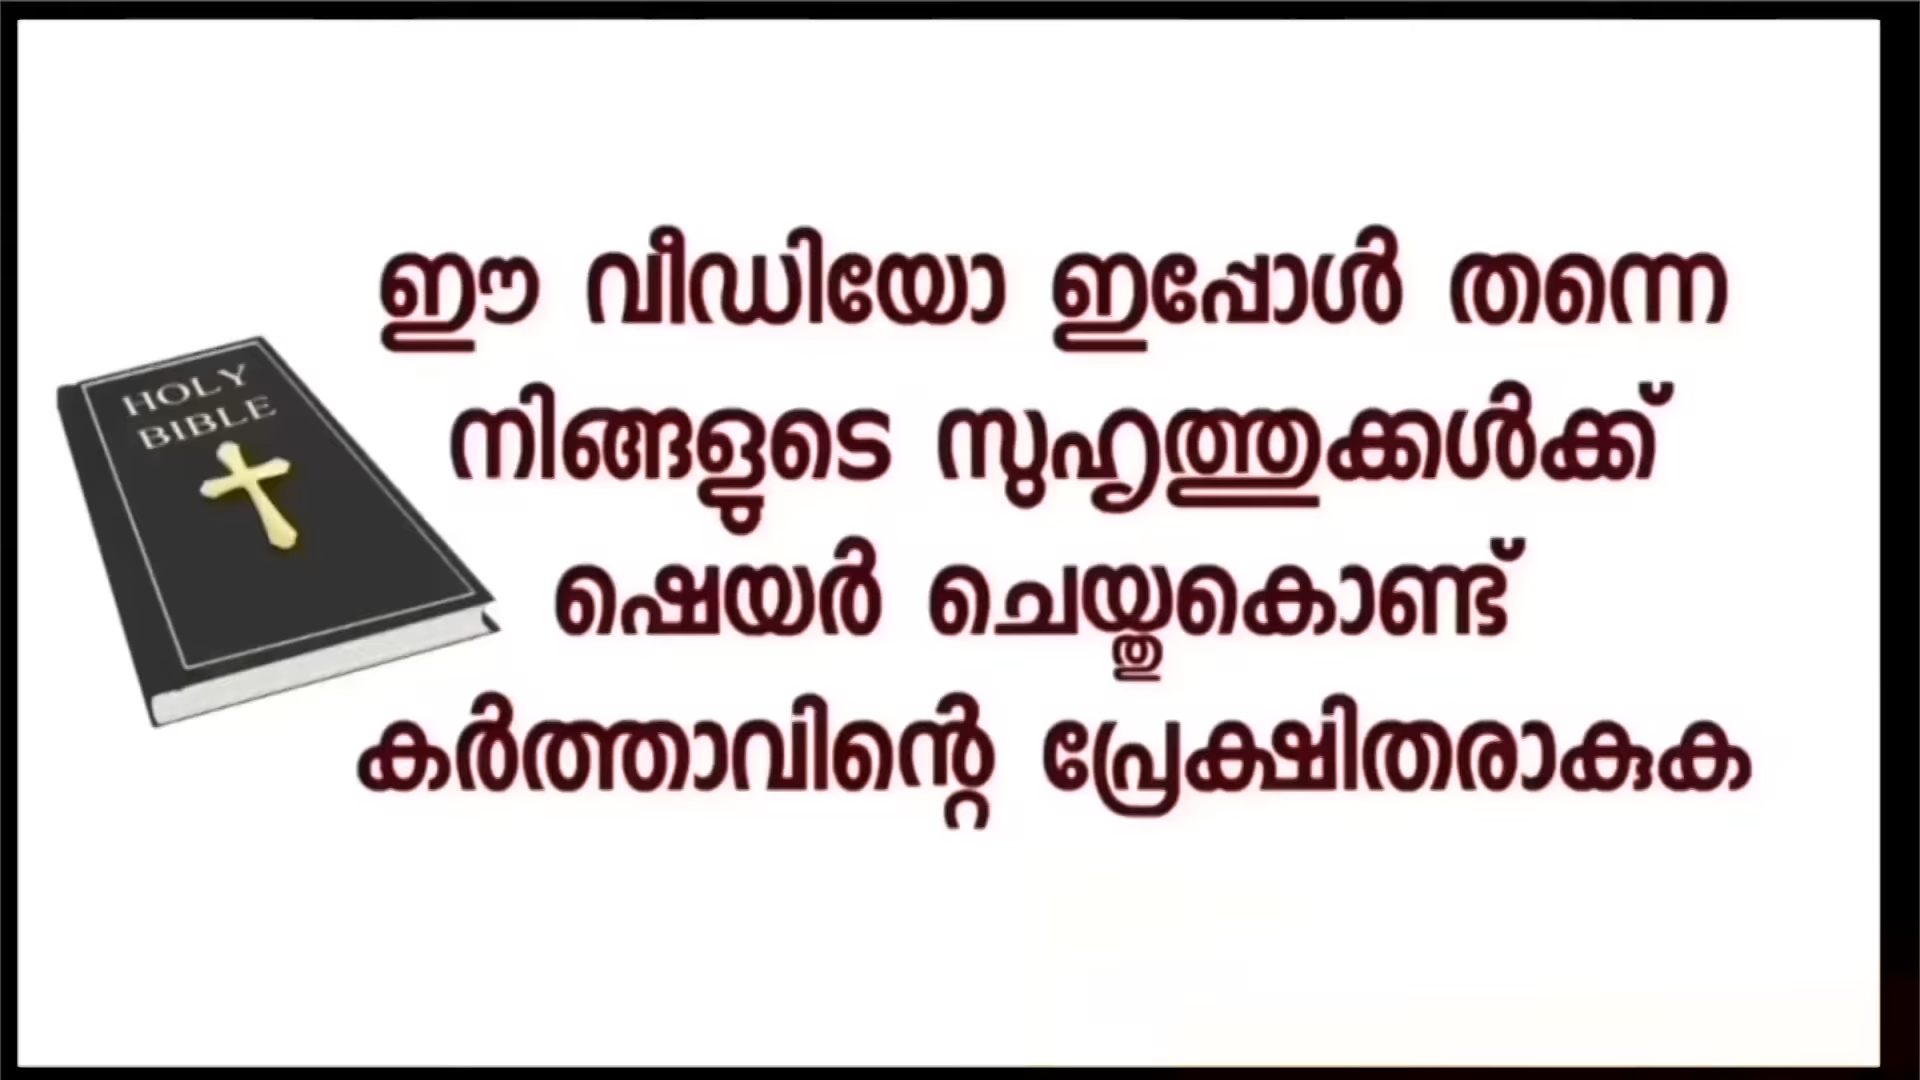 ഈ വീഡിയോ ഇപ്പോൾ തന്നെ
നിങ്ങളുടെ സുഹൃത്തുക്കൾക്ക്
ഷെയർ ചെയ്തുകൊണ്ട്
കർത്താവിന്റെ പ്രേക്ഷിതരാകുക
HOLY
BIBLE